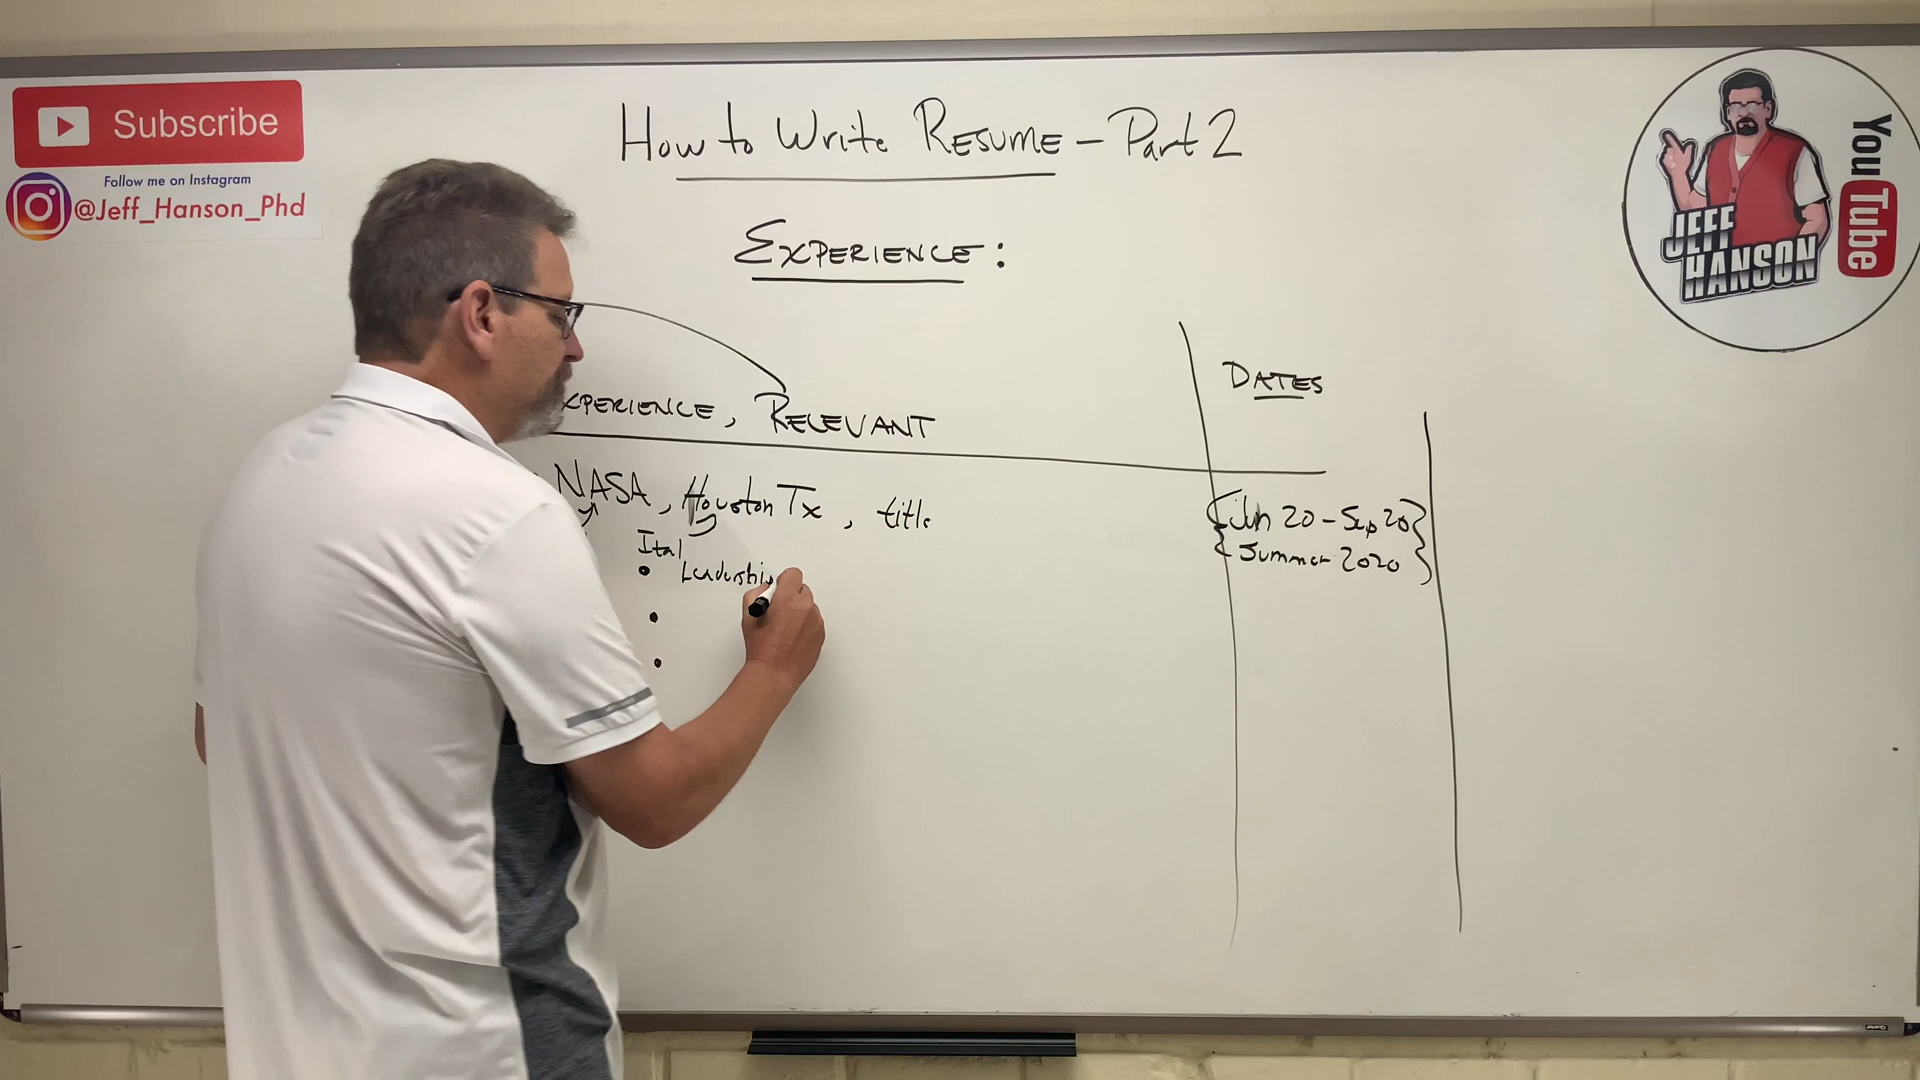 Subscribe
Follow me on Instagram
@Jeff_Hanson_Phd
How to Write RESUME - Part 2
EXPERIENCE:
XPERIENCE, RELEVANT
DATES
NASA, Houston Tx, title
Jun 20 - Sep 20
Summer 2020
Ital
• Leadershi
•
•
JEFF
HANSON
YouTube